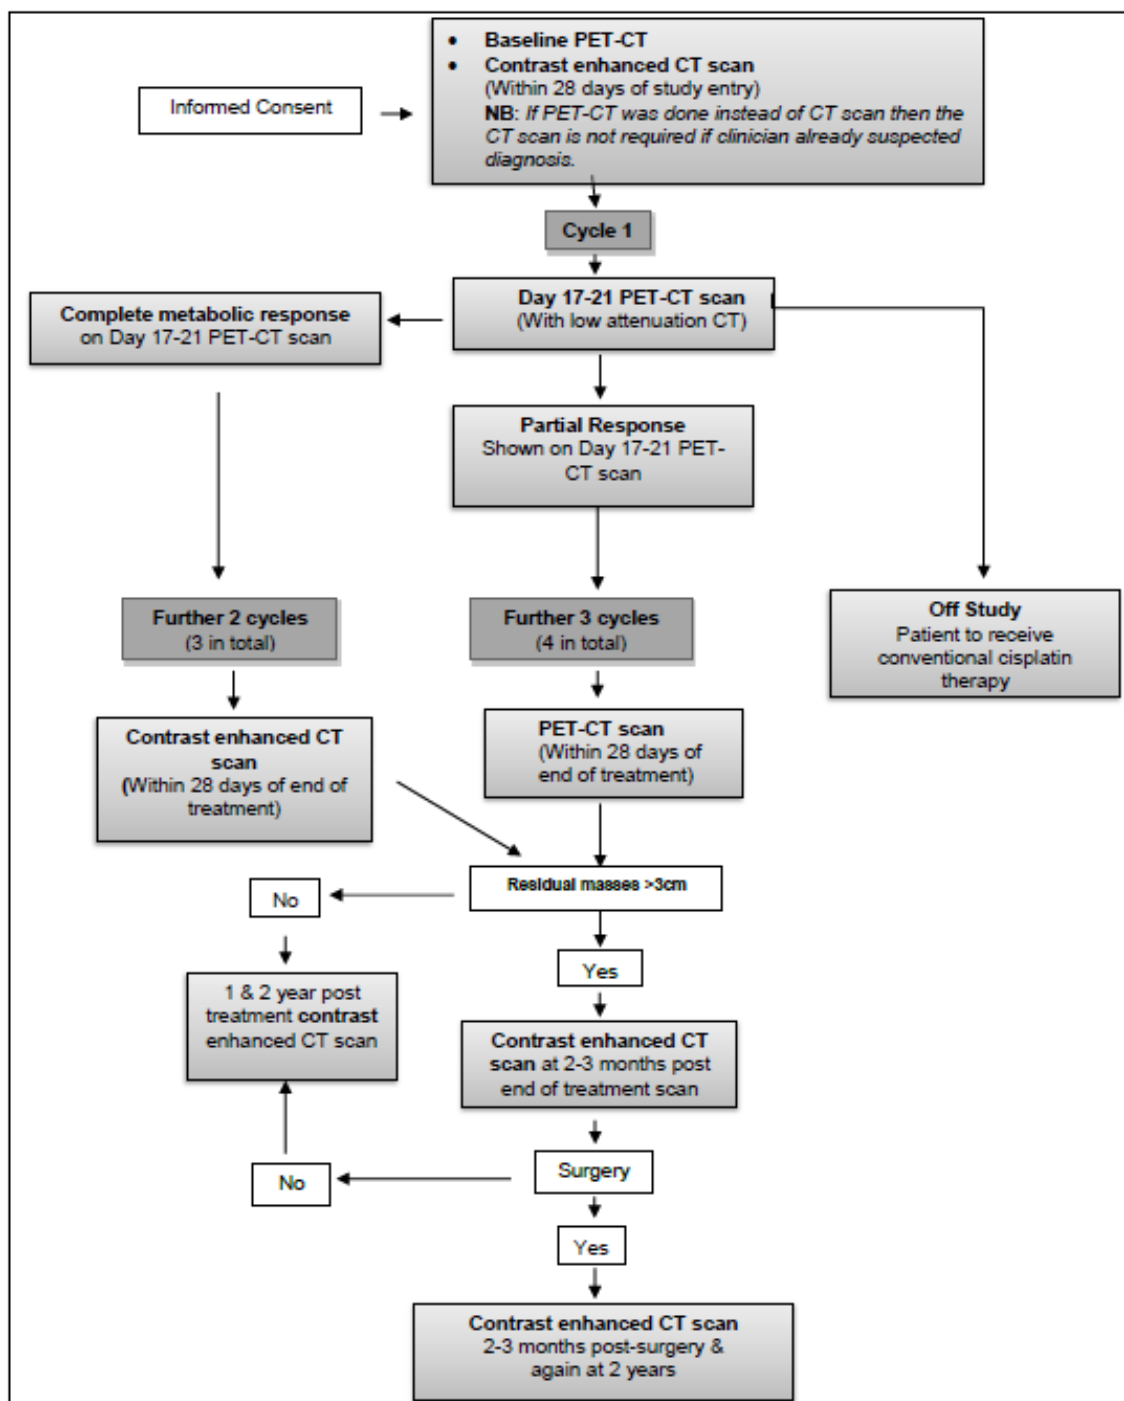 • Baseline PET-CT
• Contrast enhanced CT scan
(Within 28 days of study entry)
NB: If PET-CT was done instead of CT scan then the
CT scan is not required if clinician already suspected
diagnosis.
Informed Consent
Cycle 1
Day 17-21 PET-CT scan
(With low attenuation CT)
Complete metabolic response
on Day 17-21 PET-CT scan
Partial Response
Shown on Day 17-21 PET-
CT scan
Further 2 cycles
(3 in total)
Further 3 cycles
(4 in total)
Off Study
Patient to receive
conventional cisplatin
therapy
Contrast enhanced CT
scan
(Within 28 days of end of
treatment)
PET-CT scan
(Within 28 days of
end of treatment)
Residual masses >3cm
No
Yes
1 & 2 year post
treatment contrast
enhanced CT scan
Contrast enhanced CT
scan at 2-3 months post
end of treatment scan
Surgery
No
Yes
Contrast enhanced CT scan
2-3 months post-surgery &
again at 2 years